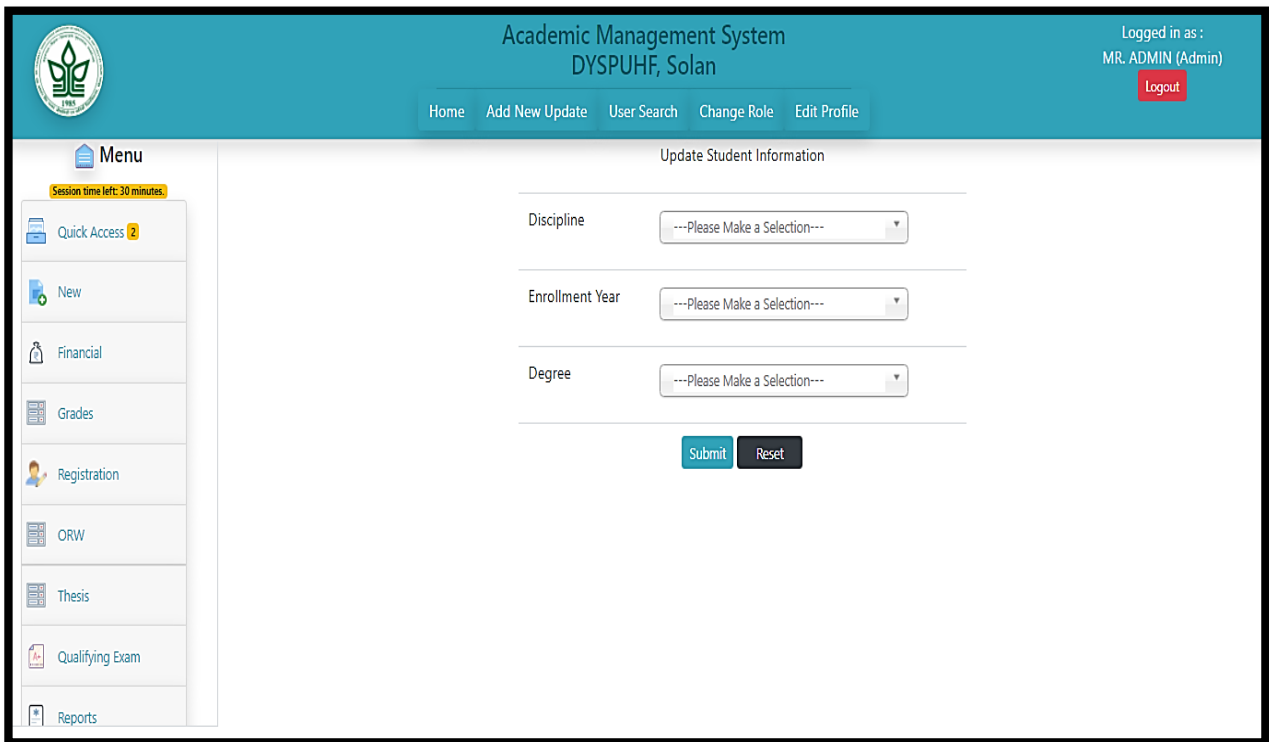 Academic Management System
DYSPUHF, Solan
Logged in as :
MR. ADMIN (Admin)
Logout
1985
Home Add New Update User Search Change Role Edit Profile
Menu
Session time left: 30 minutes.
Quick Access 2
New
Financial
Grades
Registration
ORW
Thesis
Qualifying Exam
Reports
Update Student Information
Discipline ---Please Make a Selection---
Enrollment Year ---Please Make a Selection---
Degree ---Please Make a Selection---
Submit Reset